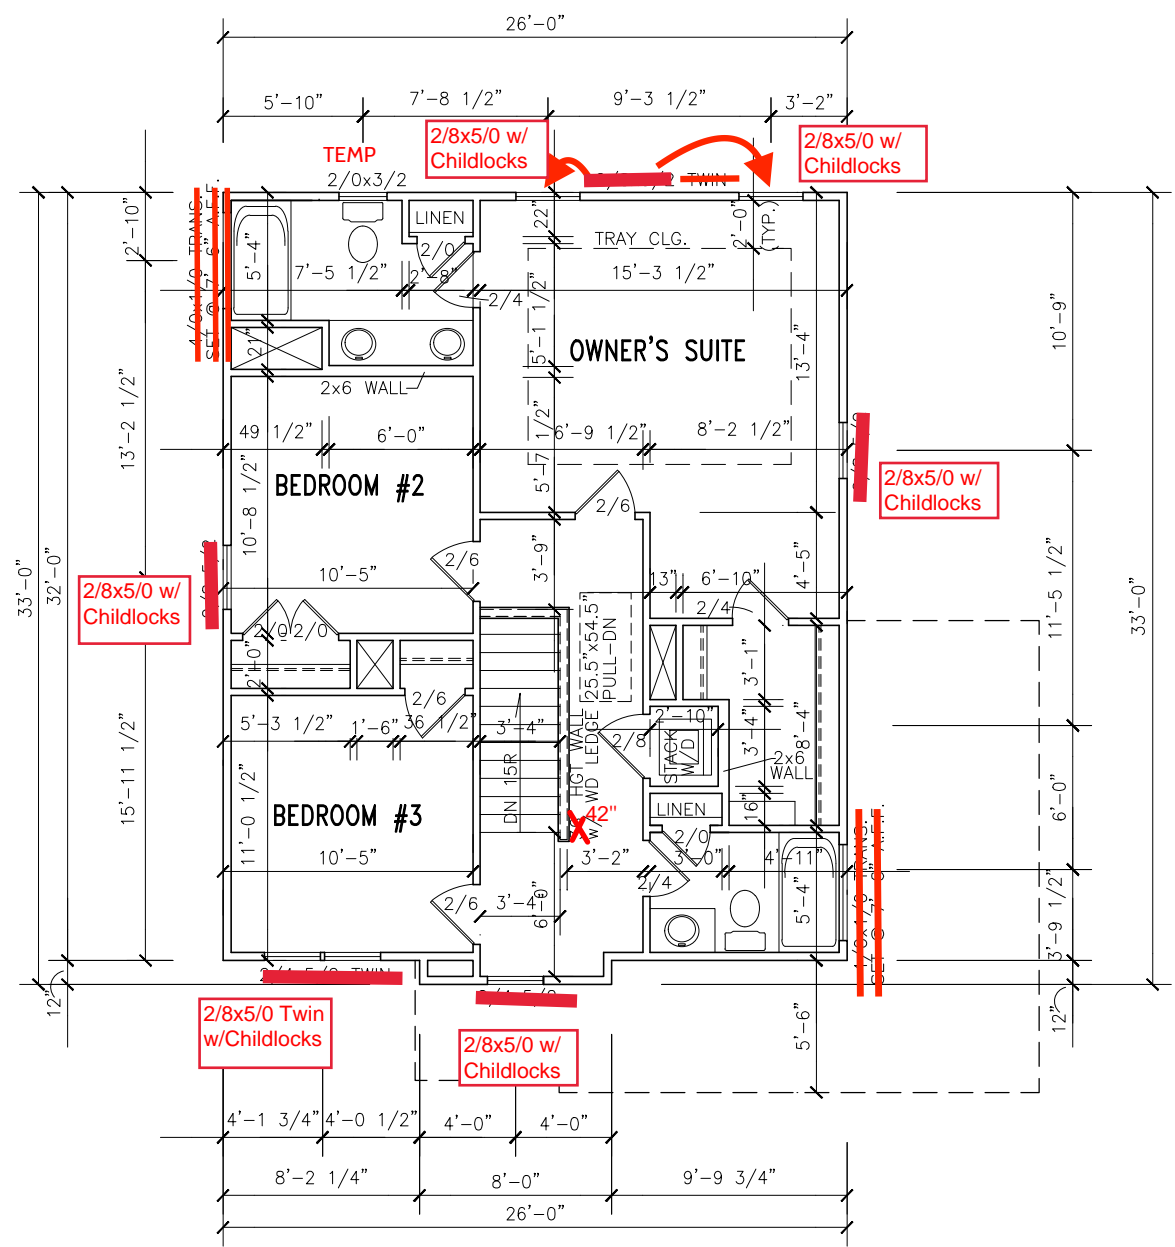 26'-0"
5'-10"
7'-8 1/2"
9'-3 1/2"
3'-2"
2/8x5/0 w/
Childlocks
2/8x5/0 w/
Childlocks
TEMP
2/0x3/2
TWIN
2'-10"
5'-4"
LINEN
2/0
22"
TRAY CLG.
2'-0"
(TYP.)
7'-5 1/2"
2'-8"
2/4
15'-3 1/2"
21"
5'-1 1/2"
OWNER'S SUITE
13'-4"
10'-9"
2x6 WALL
13'-2 1/2"
49 1/2"
6'-0"
6'-9 1/2"
8'-2 1/2"
5'-7 1/2"
BEDROOM #2
10'-8 1/2"
2/6
2/8x5/0 w/
Childlocks
33'-0"
32'-0"
2/8x5/0 w/
Childlocks
10'-5"
2/6
3'-9"
13"
6'-10"
4'-5"
2/4
11'-5 1/2"
33'-0"
2/0
2/0
2'-0"
25.5"x54.5"
PULL-DN
3'-1"
2/6
5'-3 1/2"
1'-6"
36 1/2"
3'-4"
2'-10"
2/8
STACK
W/D
3'-4"
8'-4"
2x6
WALL
15'-11 1/2"
11'-0 1/2"
DN 15R
HGT WALL
W/ WD LEDGE
42"
16"
LINEN
6'-0"
BEDROOM #3
2/0
10'-5"
3'-2"
3'-0"
4'-11"
2/4
2/6
3'-4"
6'-0"
5'-4"
3'-9 1/2"
12"
12"
2/8x5/0 Twin
w/Childlocks
2/8x5/0 w/
Childlocks
5'-6"
4'-1 3/4"
4'-0 1/2"
4'-0"
4'-0"
8'-2 1/4"
8'-0"
9'-9 3/4"
26'-0"